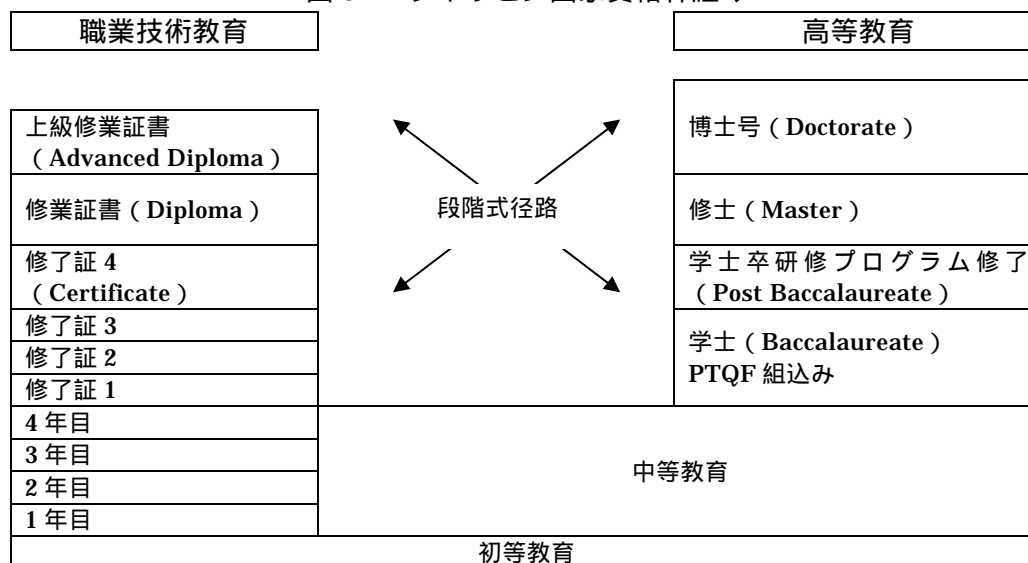 職業技術教育
高等教育
上級修業証書
(Advanced Diploma)
修業証書(Diploma)
修了証 4
(Certificate)
修了証 3
修了証 2
修了証 1
4 年目
3 年目
2 年目
1 年目
段階式径路
博士号(Doctorate)
修士(Master)
学士卒研修プログラム修了
(Post Baccalaureate)
学士(Baccalaureate)
PTQF 組込み
中等教育
初等教育